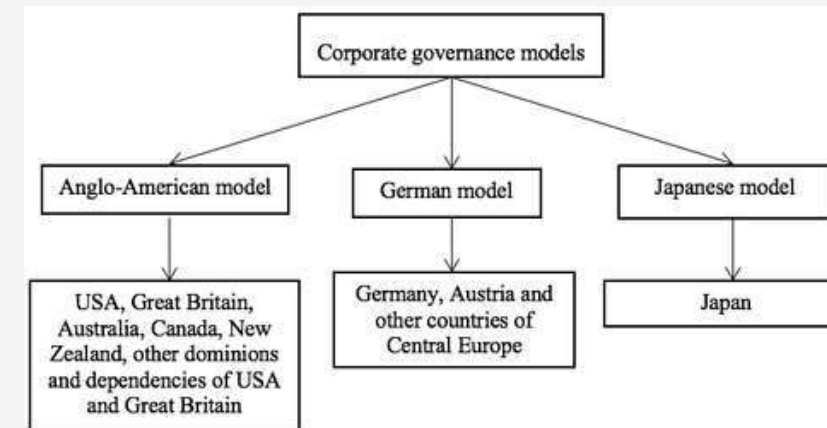 Corporate governance models
Anglo-American model
German model
Japanese model
USA, Great Britain,
Australia, Canada, New
Zealand, other dominions
and dependencies of USA
and Great Britain
Germany, Austria and
other countries of
Central Europe
Japan